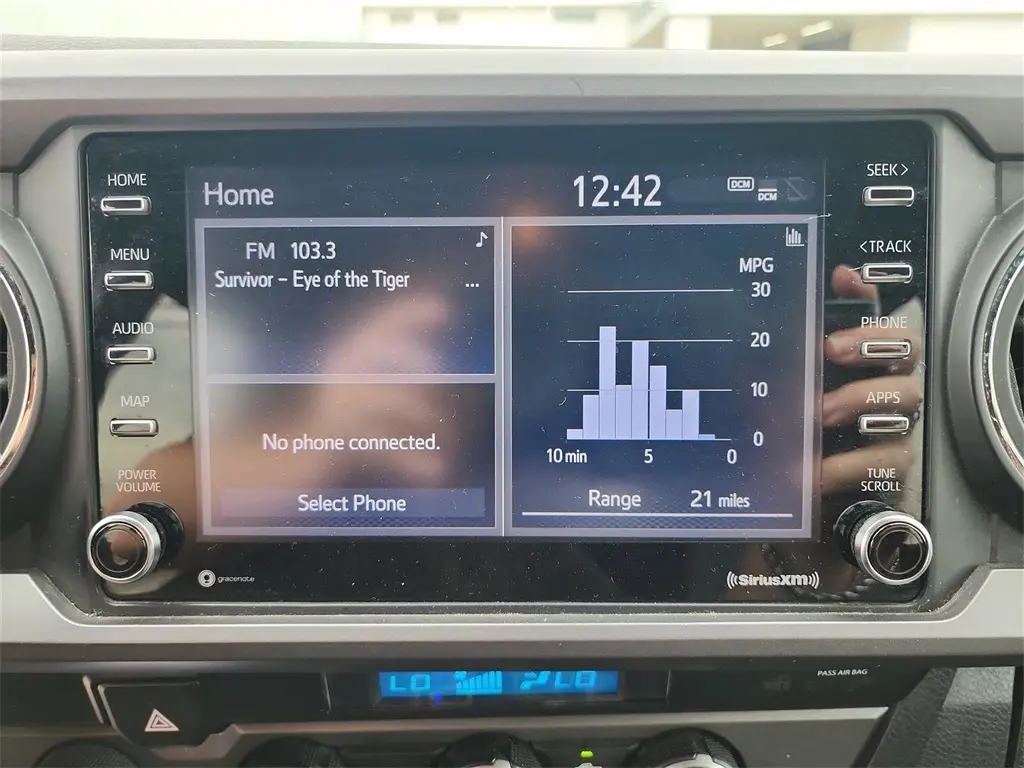 HOME
MENU
AUDIO
MAP
POWER
VOLUME
Home
12:42
DCM
DCM
FM 103.3
Survivor – Eye of the Tiger
...
No phone connected.
Select Phone
MPG
30
20
10
0
10 min 5 0
Range 21 miles
SEEK >
< TRACK
PHONE
APPS
TUNE
SCROLL
gracenote
SiriusXM
LO LO
PASS AIR BAG